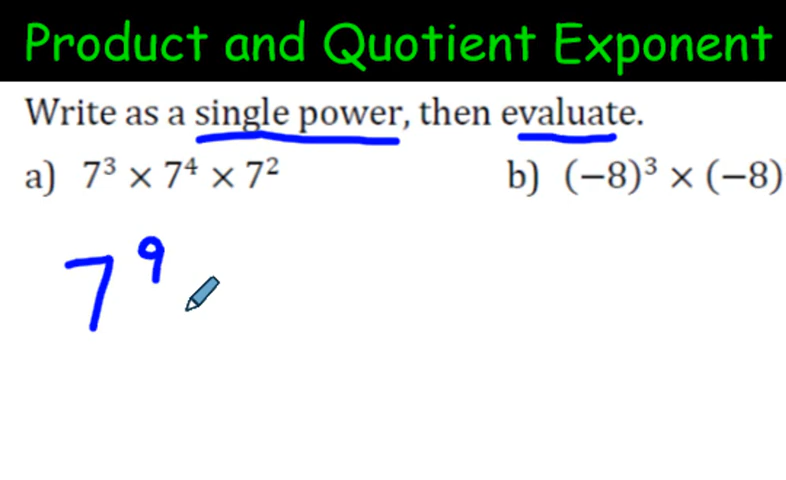 Product and Quotient Exponent
Write as a single power, then evaluate.
a) 7³ × 7⁴ × 7² b) (−8)³ × (−8)
7⁹